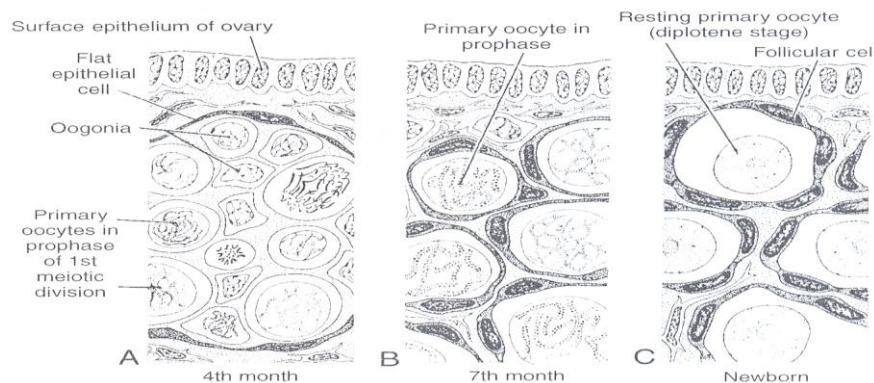 Surface epithelium of ovary
Flat
epithelial
cell
Oogonia
Primary
oocytes in
prophase
of 1st
meiotic
division
A
4th month
Primary oocyte in
prophase
B
7th month
Resting primary oocyte
(diplotene stage)
Follicular cel
C
Newborn